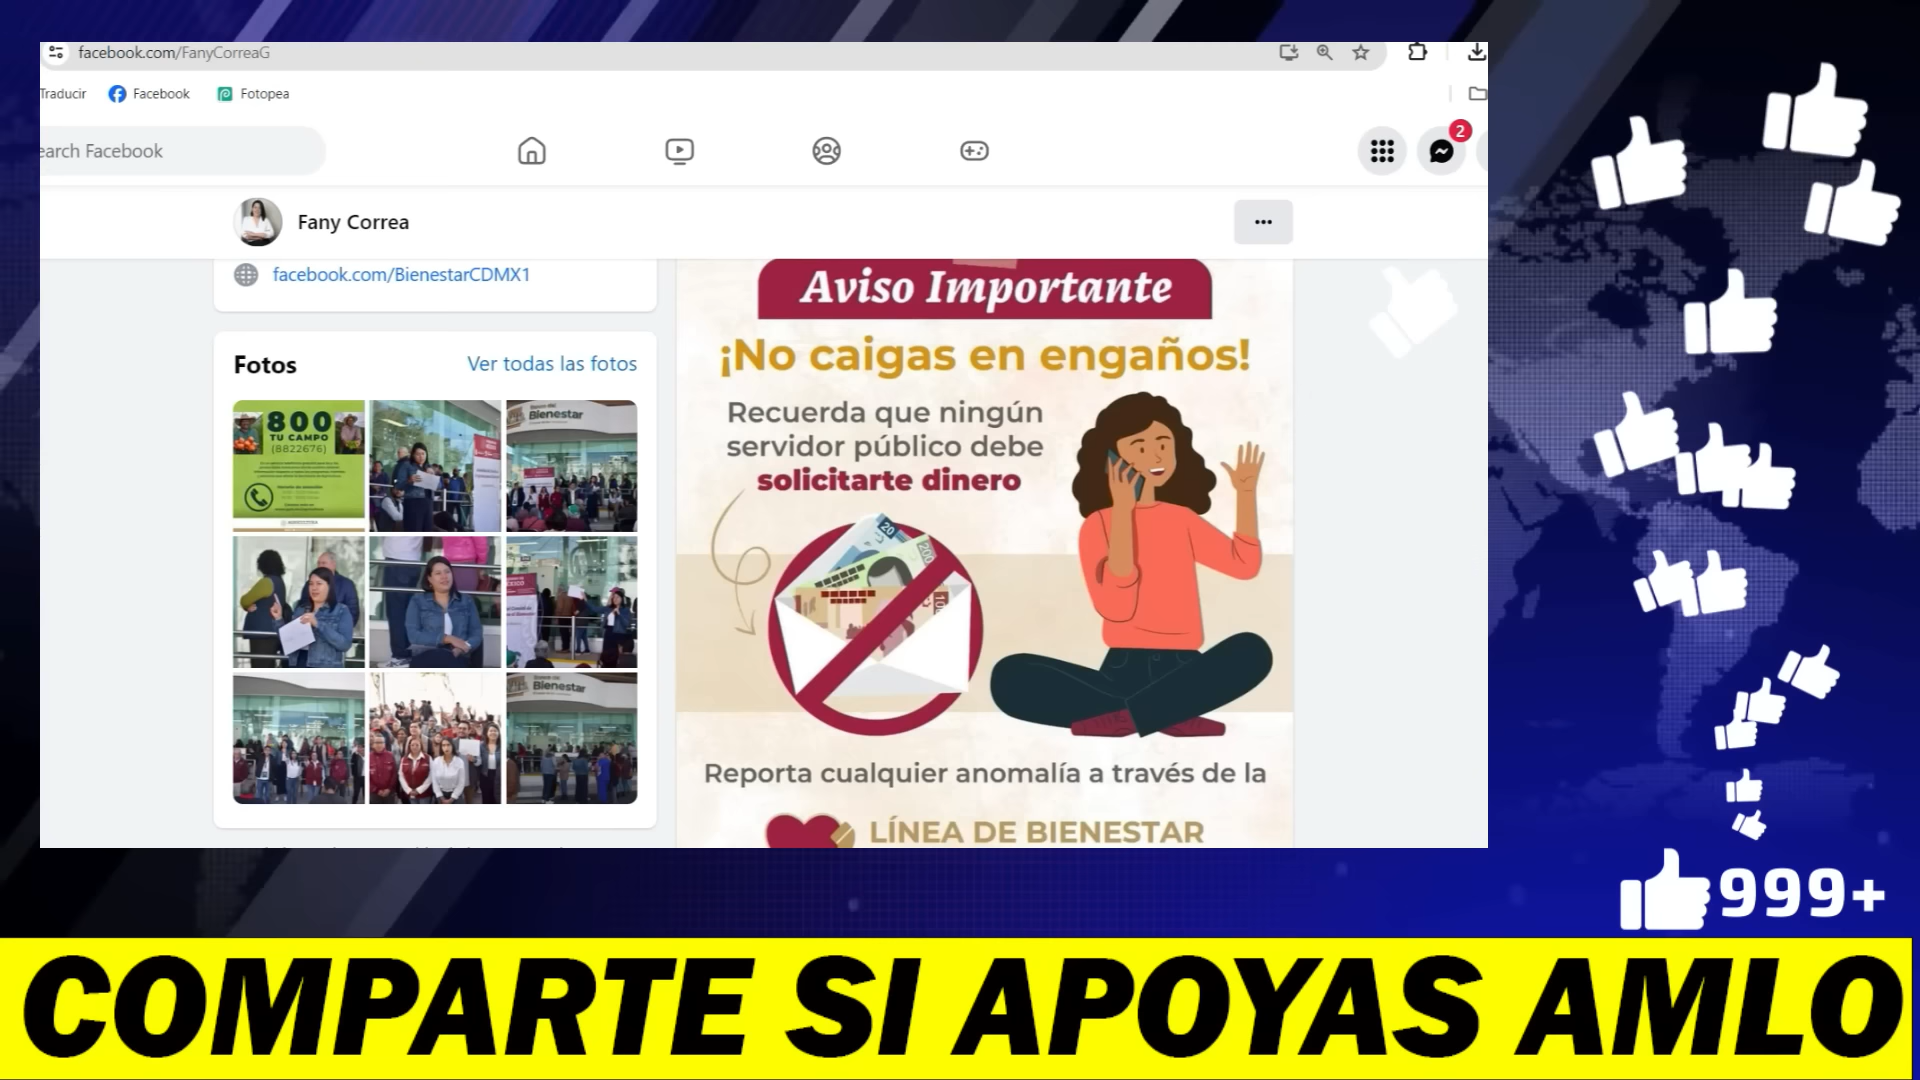 facebook.com/FanyCorreaG
Traducir
Facebook
Fotopea
earch Facebook
2
Fany Correa
facebook.com/BienestarCDMX1
Fotos
Ver todas las fotos
800
TU CAMPO
(8822676)
Bienestar
Bienestar
Aviso Importante
¡No caigas en engaños!
Recuerda que ningún
servidor público debe
solicitarte dinero
20
200
Reporta cualquier anomalía a través de la
LÍNEA DE BIENESTAR
999+
COMPARTE SI APOYAS AMLO